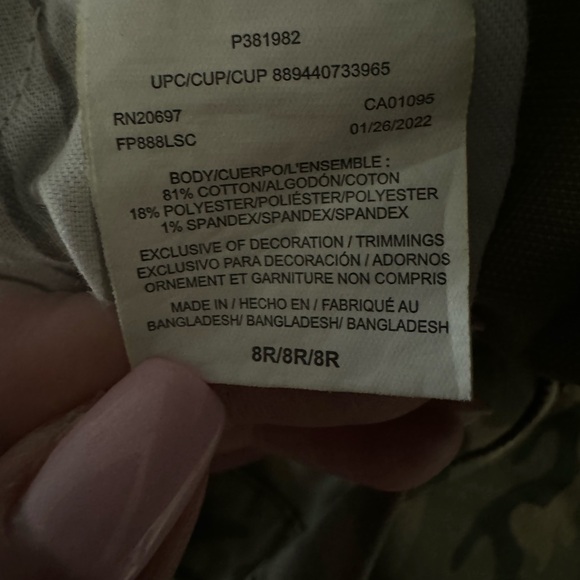 P381982
UPC/CUP/CUP 889440733965
RN20697 CA01095
FP888LSC 01/26/2022
BODY/CUERPO/L'ENSEMBLE :
81% COTTON/ALGODÓN/COTON
18% POLYESTER/POLIÉSTER/POLYESTER
1% SPANDEX/SPANDEX/SPANDEX
EXCLUSIVE OF DECORATION / TRIMMINGS
EXCLUSIVO PARA DECORACIÓN / ADORNOS
ORNEMENT ET GARNITURE NON COMPRIS
MADE IN / HECHO EN / FABRIQUÉ AU
BANGLADESH/ BANGLADESH/ BANGLADESH
8R/8R/8R